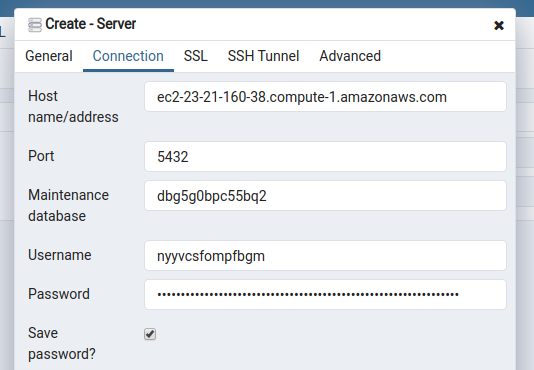 Create - Server
General Connection SSL SSH Tunnel Advanced
Host
name/address
ec2-23-21-160-38.compute-1.amazonaws.com
Port
5432
Maintenance
database
dbg5g0bpc55bq2
Username
nyyvcsfompfbgm
Password
Save
password?